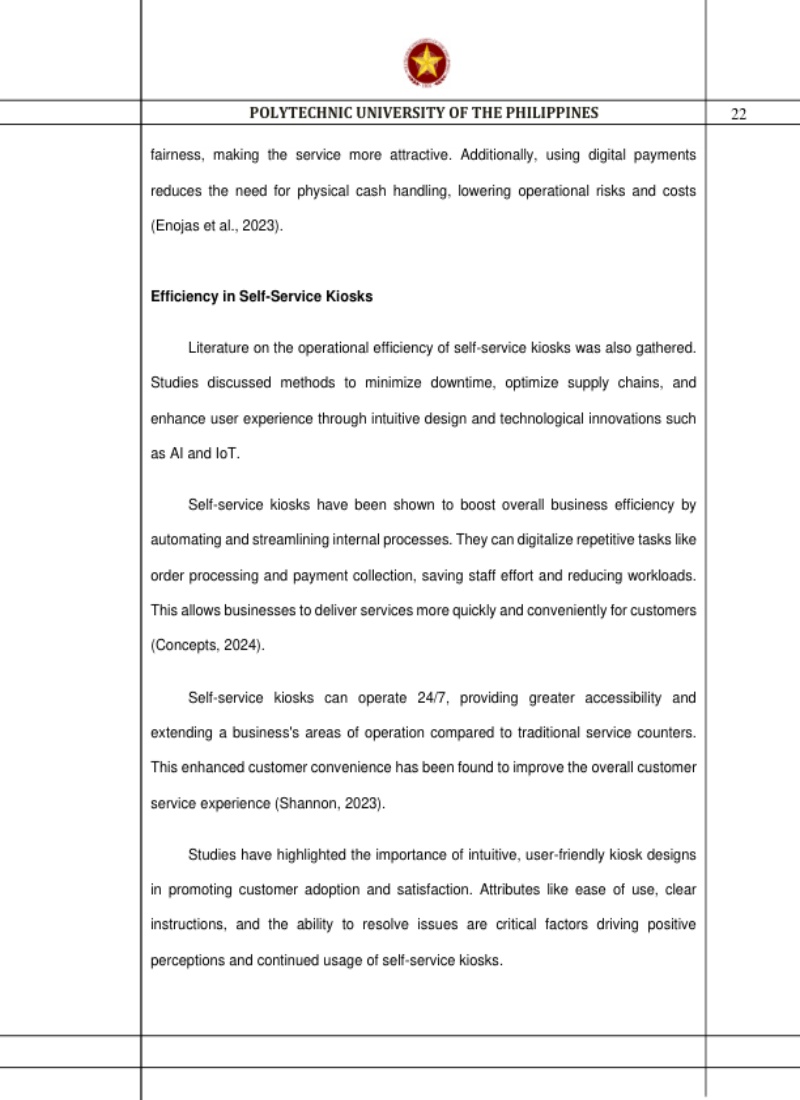 POLYTECHNIC UNIVERSITY OF THE PHILIPPINES
22
fairness, making the service more attractive. Additionally, using digital payments
reduces the need for physical cash handling, lowering operational risks and costs
(Enojas et al., 2023).
Efficiency in Self-Service Kiosks
Literature on the operational efficiency of self-service kiosks was also gathered.
Studies discussed methods to minimize downtime, optimize supply chains, and
enhance user experience through intuitive design and technological innovations such
as AI and IoT.
Self-service kiosks have been shown to boost overall business efficiency by
automating and streamlining internal processes. They can digitalize repetitive tasks like
order processing and payment collection, saving staff effort and reducing workloads.
This allows businesses to deliver services more quickly and conveniently for customers
(Concepts, 2024).
Self-service kiosks can operate 24/7, providing greater accessibility and
extending a business's areas of operation compared to traditional service counters.
This enhanced customer convenience has been found to improve the overall customer
service experience (Shannon, 2023).
Studies have highlighted the importance of intuitive, user-friendly kiosk designs
in promoting customer adoption and satisfaction. Attributes like ease of use, clear
instructions, and the ability to resolve issues are critical factors driving positive
perceptions and continued usage of self-service kiosks.